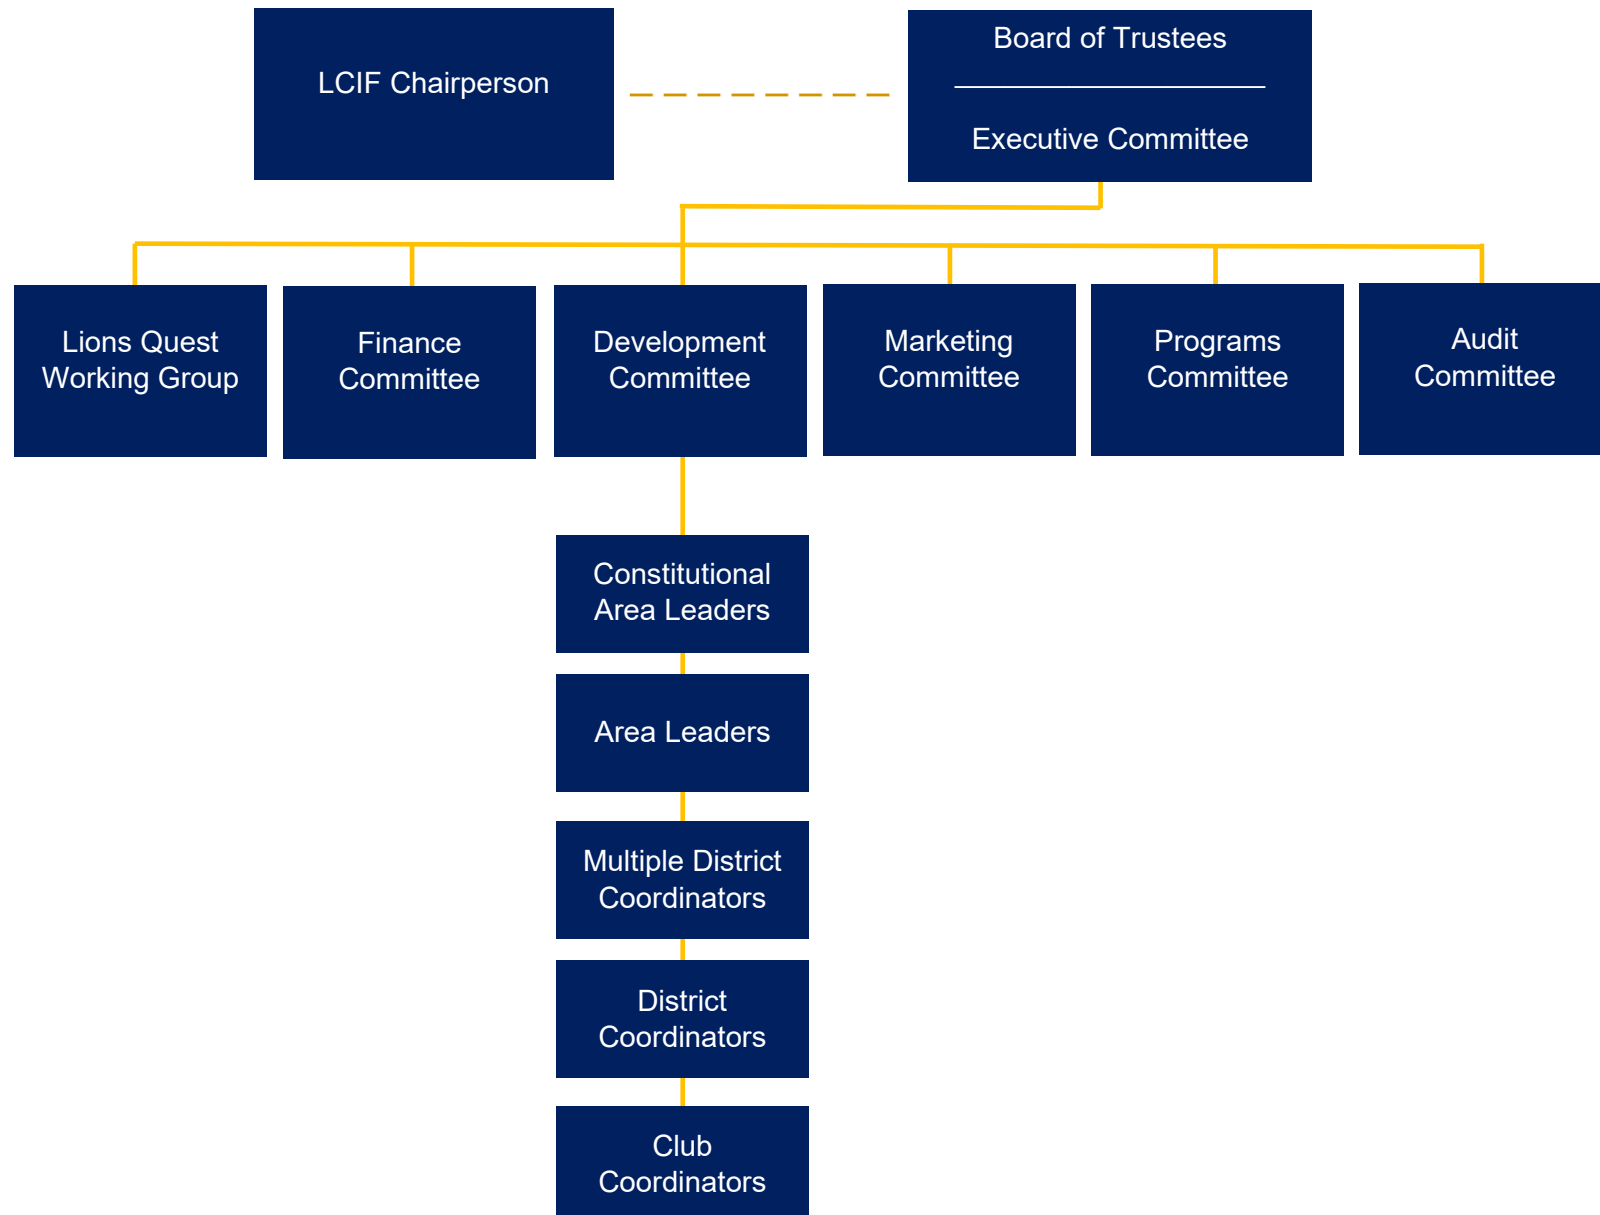 LCIF Chairperson
Board of Trustees
Executive Committee
Lions Quest
Working Group
Finance
Committee
Development
Committee
Marketing
Committee
Programs
Committee
Audit
Committee
Constitutional
Area Leaders
Area Leaders
Multiple District
Coordinators
District
Coordinators
Club
Coordinators